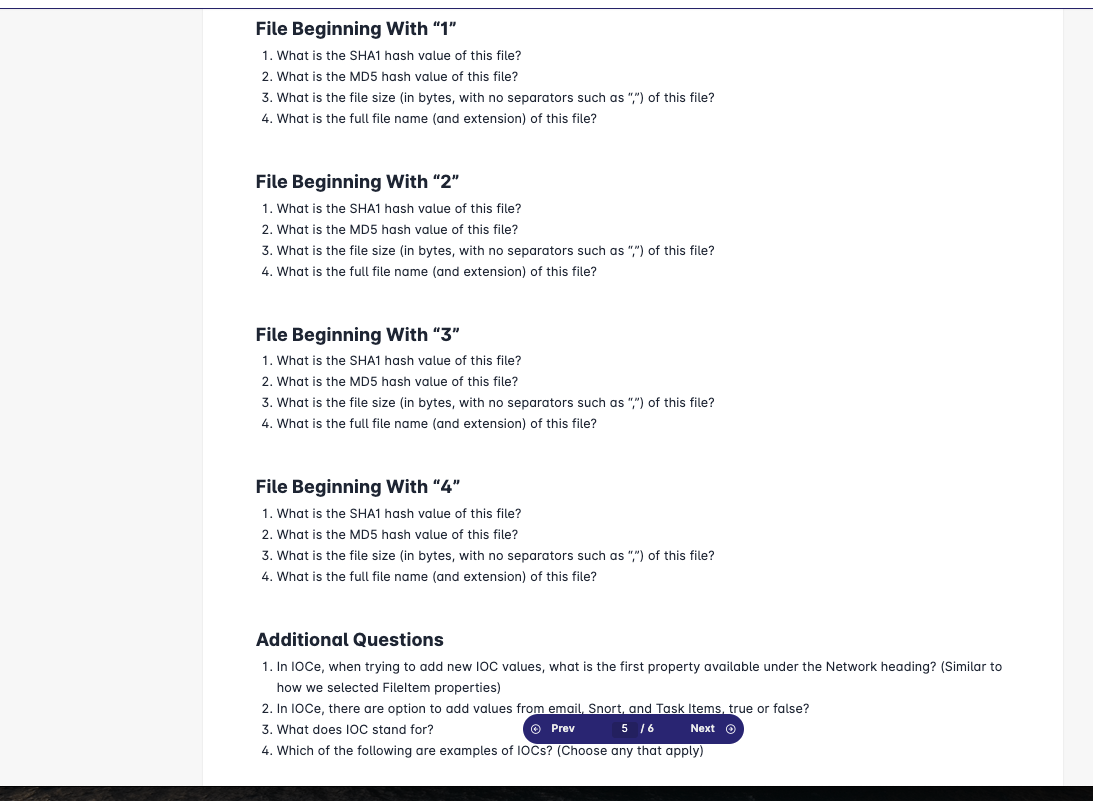 File Beginning With “1”
1. What is the SHA1 hash value of this file?
2. What is the MD5 hash value of this file?
3. What is the file size (in bytes, with no separators such as “,”) of this file?
4. What is the full file name (and extension) of this file?
File Beginning With “2”
1. What is the SHA1 hash value of this file?
2. What is the MD5 hash value of this file?
3. What is the file size (in bytes, with no separators such as “,”) of this file?
4. What is the full file name (and extension) of this file?
File Beginning With “3”
1. What is the SHA1 hash value of this file?
2. What is the MD5 hash value of this file?
3. What is the file size (in bytes, with no separators such as “,”) of this file?
4. What is the full file name (and extension) of this file?
File Beginning With “4”
1. What is the SHA1 hash value of this file?
2. What is the MD5 hash value of this file?
3. What is the file size (in bytes, with no separators such as “,”) of this file?
4. What is the full file name (and extension) of this file?
Additional Questions
1. In IOCe, when trying to add new IOC values, what is the first property available under the Network heading? (Similar to
how we selected FileItem properties)
2. In IOCe, there are option to add values from email, Snort, and Task Items, true or false?
3. What does IOC stand for?
Prev 5 / 6 Next
4. Which of the following are examples of IOCs? (Choose any that apply)